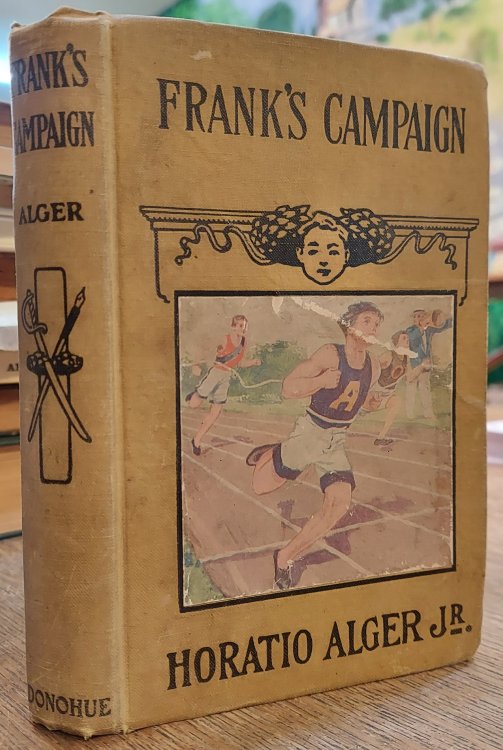 FRANK'S
CAMPAIGN
ALGER
DONOHUE
FRANK'S CAMPAIGN
A
HORATIO ALGER JR.